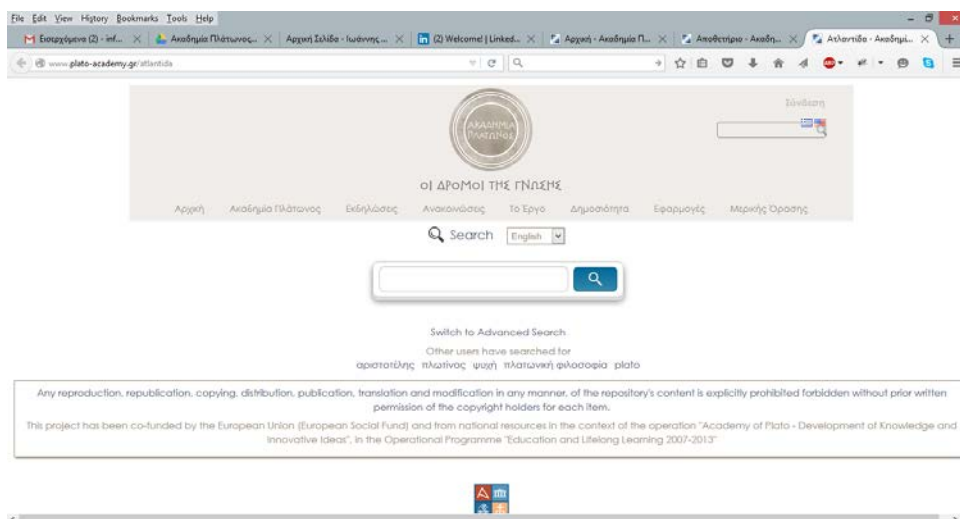 File Edit View History Bookmarks Tools Help
Εισερχόμενα (2) - inf... Ακαδημία Πλάτωνος... Αρχική Σελίδα - Ιωάννης ... (2) Welcome! | Linked... Αρχική - Ακαδημία Π... Αποθετήριο - Ακαδη... Ατλαντίδα - Ακαδημί...
www.plato-academy.gr/atlantida
Σύνδεση
ΑΚΑΔΗΜΙΑ
ΠΛΑΤΩΝΟΣ
ΟΙ ΔΡΟΜΟΙ ΤΗΣ ΓΝΩΣΗΣ
Αρχική Ακαδημία Πλάτωνος Εκδηλώσεις Ανακοινώσεις Το Έργο Δημοσιότητα Εφαρμογές Μερικής Όρασης
Search English
Switch to Advanced Search
Other users have searched for
αριστοτέλης πλωτίνος ψυχή πλατωνική φιλοσοφία plato
Any reproduction, republication, copying, distribution, publication, translation and modification in any manner, of the repository's content is explicitly prohibited forbidden without prior written
permission of the copyright holders for each item.
This project has been co-funded by the European Union (European Social Fund) and from national resources in the context of the operation "Academy of Plato - Development of Knowledge and
Innovative Ideas", in the Operational Programme "Education and Lifelong Learning 2007-2013"